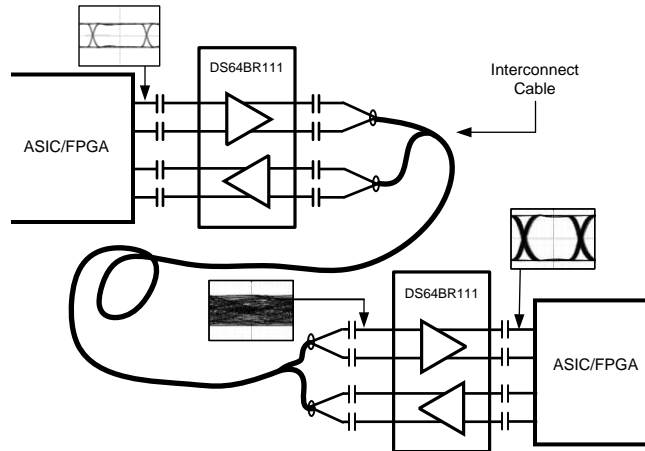 DS64BR111
Interconnect
Cable
ASIC/FPGA
DS64BR111
ASIC/FPGA